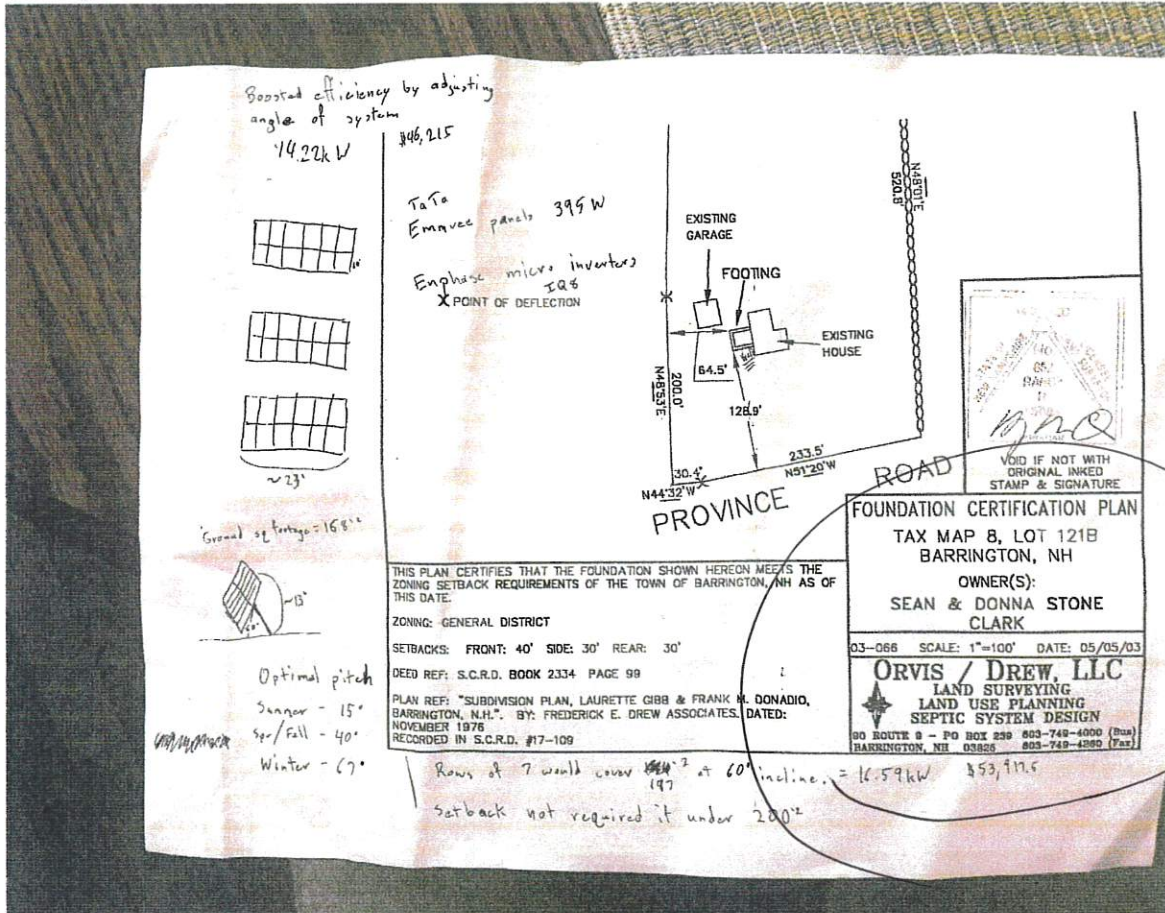 Boosted efficiency by adjusting
angle of system
14.22kW
$46,215
TaTa
Emmvee panels 395 W
Enphase micro inverters
IQ8
X POINT OF DEFLECTION
~23'
Ground sq footage = 168'²
~13'
60°
Optimal pitch
Summer - 15°
Spr/Fall - 40°
Winter - 67°
EXISTING
GARAGE
FOOTING
EXISTING
HOUSE
64.5'
128.9'
N48°53'E
200.0'
N48°01'E
520.8'
30.4'
N44°32'W
233.5'
N51°20'W
PROVINCE ROAD
VOID IF NOT WITH
ORIGINAL INKED
STAMP & SIGNATURE
THIS PLAN CERTIFIES THAT THE FOUNDATION SHOWN HEREON MEETS THE
ZONING SETBACK REQUIREMENTS OF THE TOWN OF BARRINGTON, NH AS OF
THIS DATE.
ZONING: GENERAL DISTRICT
SETBACKS: FRONT: 40' SIDE: 30' REAR: 30'
DEED REF: S.C.R.D. BOOK 2334 PAGE 99
PLAN REF: "SUBDIVISION PLAN, LAURETTE GIBB & FRANK M. DONADIO,
BARRINGTON, N.H.". BY: FREDERICK E. DREW ASSOCIATES. DATED:
NOVEMBER 1976
RECORDED IN S.C.R.D. #17-109
FOUNDATION CERTIFICATION PLAN
TAX MAP 8, LOT 121B
BARRINGTON, NH
OWNER(S):
SEAN & DONNA STONE
CLARK
03-066 SCALE: 1"=100' DATE: 05/05/03
ORVIS / DREW, LLC
LAND SURVEYING
LAND USE PLANNING
SEPTIC SYSTEM DESIGN
90 ROUTE 9 - PO BOX 239 603-749-4000 (Bus)
BARRINGTON, NH 03825 603-749-4260 (Fax)
Rows of 7 would cover 197'² at 60° incline. = 16.59kW $53,917.5
Setback not required if under 200'²